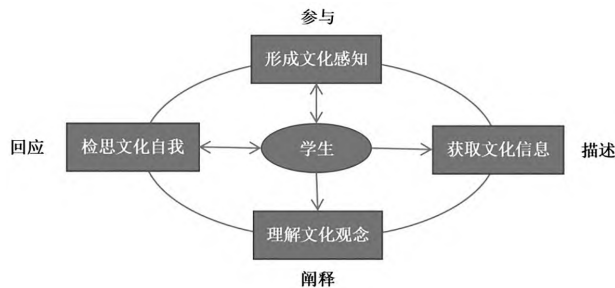 参与
形成文化感知
回应
检思文化自我
学生
获取文化信息
描述
理解文化观念
阐释